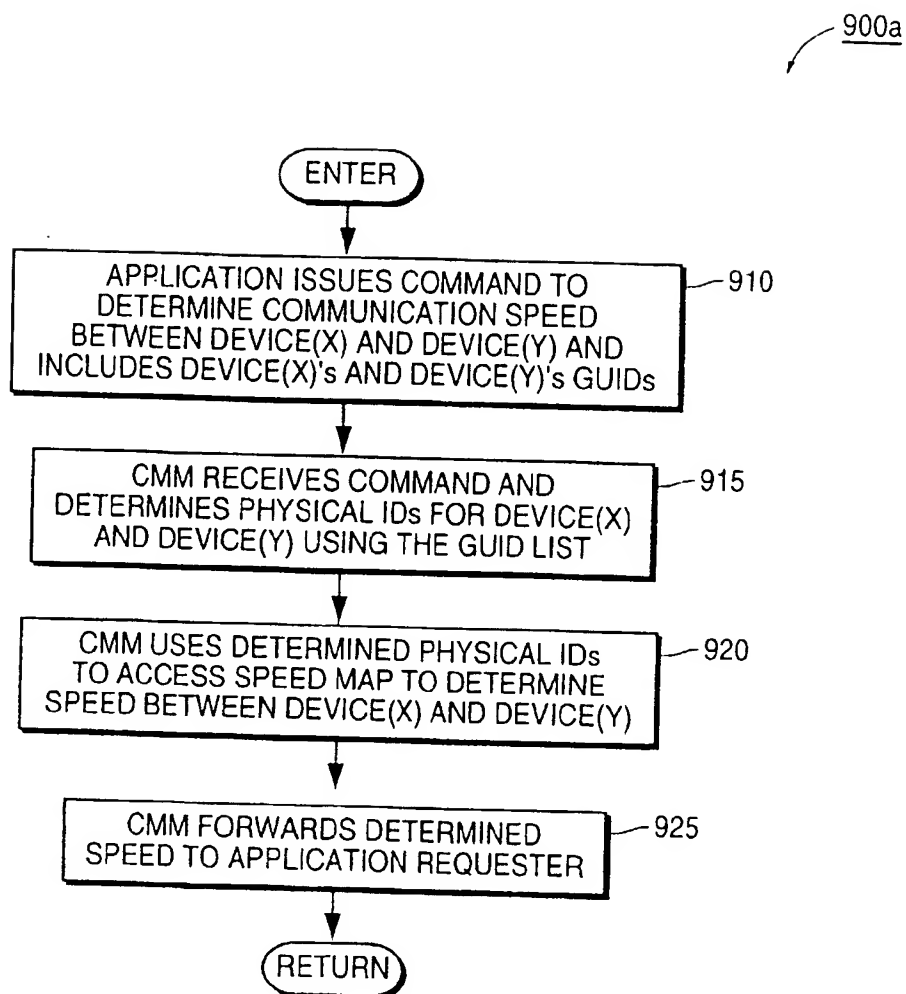 900a
ENTER
APPLICATION ISSUES COMMAND TO
DETERMINE COMMUNICATION SPEED
BETWEEN DEVICE(X) AND DEVICE(Y) AND
INCLUDES DEVICE(X)'s AND DEVICE(Y)'s GUIDs
910
CMM RECEIVES COMMAND AND
DETERMINES PHYSICAL IDs FOR DEVICE(X)
AND DEVICE(Y) USING THE GUID LIST
915
CMM USES DETERMINED PHYSICAL IDs
TO ACCESS SPEED MAP TO DETERMINE
SPEED BETWEEN DEVICE(X) AND DEVICE(Y)
920
CMM FORWARDS DETERMINED
SPEED TO APPLICATION REQUESTER
925
RETURN